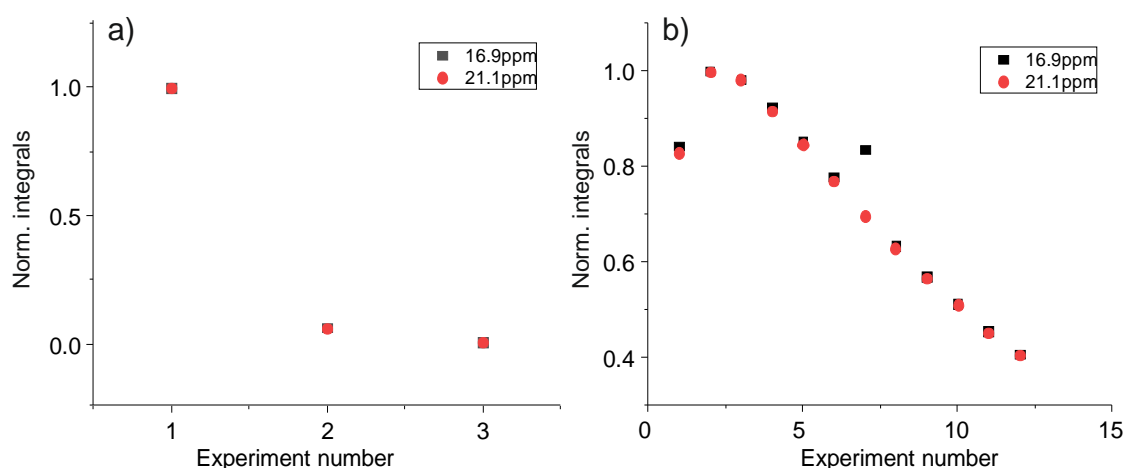 a)
16.9ppm
21.1ppm
1.0
0.5
0.0
Norm. integrals
1 2 3
Experiment number
b)
16.9ppm
21.1ppm
1.0
0.8
0.6
0.4
Norm. integrals
0 5 10 15
Experiment number